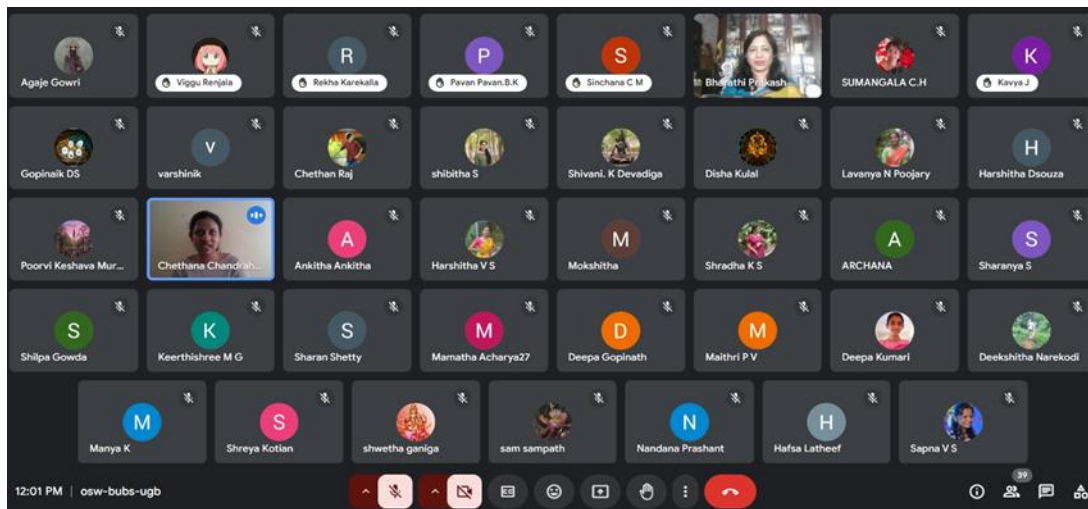 Agaje Gowri
Viggu Renjala
R
Rekha Karekalla
P
Pavan Pavan.B.K
S
Sinchana C M
Bharathi Prakash
SUMANGALA C.H
K
Kavya J
Gopinaik DS
v
varshinik
Chethan Raj
shibitha S
Shivani. K Devadiga
Disha Kulal
Lavanya N Poojary
H
Harshitha Dsouza
Poorvi Keshava Mur...
Chethana Chandrah...
A
Ankitha Ankitha
Harshitha V S
M
Mokshitha
Shradha K S
A
ARCHANA
S
Sharanya S
S
Shilpa Gowda
K
Keerthishree M G
S
Sharan Shetty
M
Mamatha Acharya27
D
Deepa Gopinath
M
Maithri P V
Deepa Kumari
Deekshitha Narekodi
M
Manya K
S
Shreya Kotian
shwetha ganiga
sam sampath
N
Nandana Prashant
H
Hafsa Latheef
Sapna V S
12:01 PM | osw-bubs-ugb
CC
39